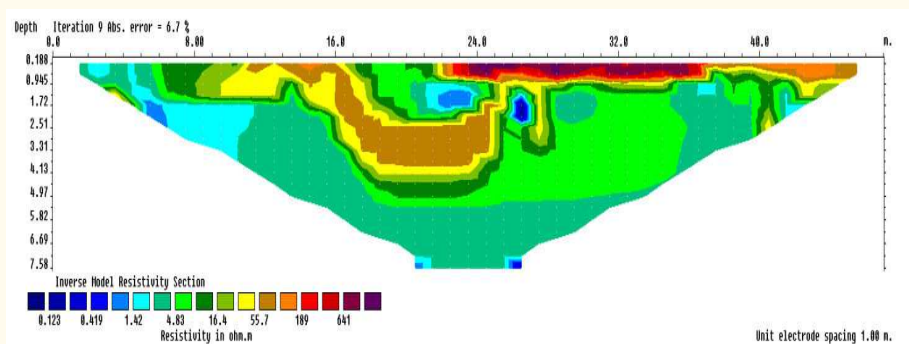 Depth Iteration 9 Abs. error = 6.7 %
0.0 8.00 16.0 24.0 32.0 40.0 m.
0.180
0.945
1.72
2.51
3.31
4.13
4.97
5.82
6.69
7.58
Inverse Model Resistivity Section
0.123 0.419 1.42 4.83 16.4 55.7 189 641
Resistivity in ohm.m
Unit electrode spacing 1.00 m.